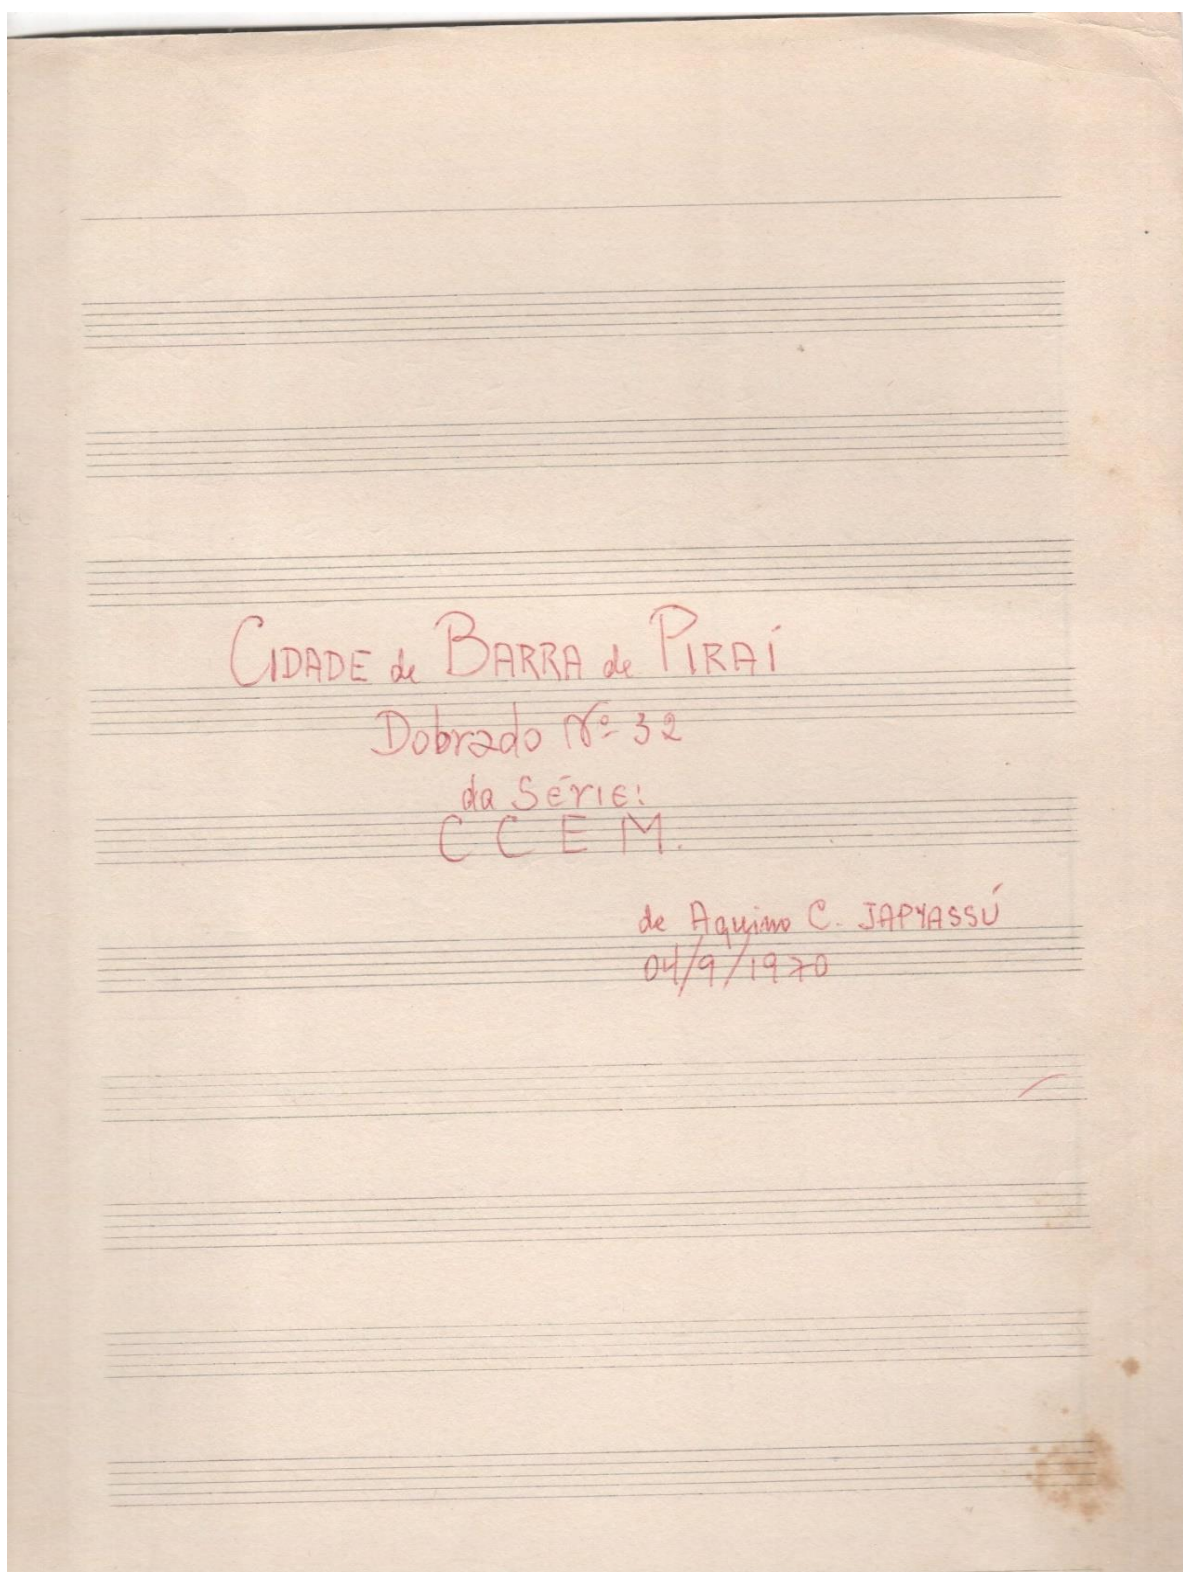 CIDADE de BARRA de PIRAÍ
Dobrado Nº 32
da Série:
C C E M.
de Aquino C. JAPYASSÚ
04/9/1970